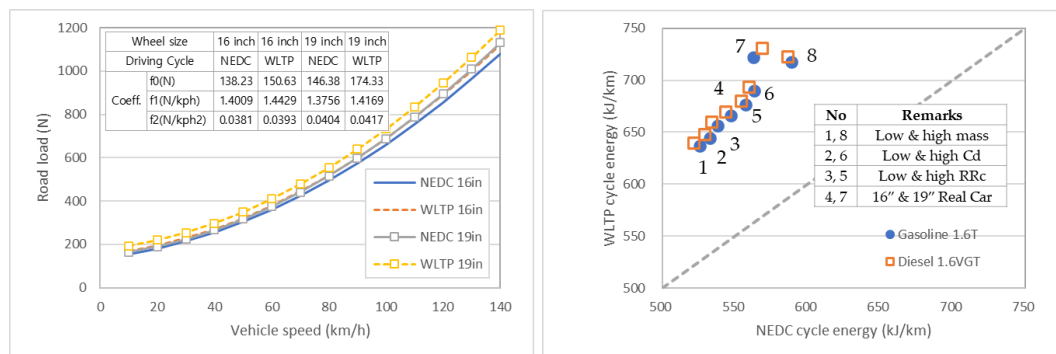 1200
1000
800
600
400
200
0
Road load (N)
Wheel size 16 inch 16 inch 19 inch 19 inch
Driving Cycle NEDC WLTP NEDC WLTP
Coeff.
f0(N) 138.23 150.63 146.38 174.33
f1(N/kph) 1.4009 1.4429 1.3756 1.4169
f2(N/kph2) 0.0381 0.0393 0.0404 0.0417
NEDC 16in
WLTP 16in
NEDC 19in
WLTP 19in
0 20 40 60 80 100 120 140
Vehicle speed (km/h)
750
700
650
600
550
500
WLTP cycle energy (kJ/km)
7
8
4
6
5
3
2
1
No Remarks
1, 8 Low & high mass
2, 6 Low & high Cd
3, 5 Low & high RRc
4, 7 16” & 19” Real Car
Gasoline 1.6T
Diesel 1.6VGT
500 550 600 650 700 750
NEDC cycle energy (kJ/km)